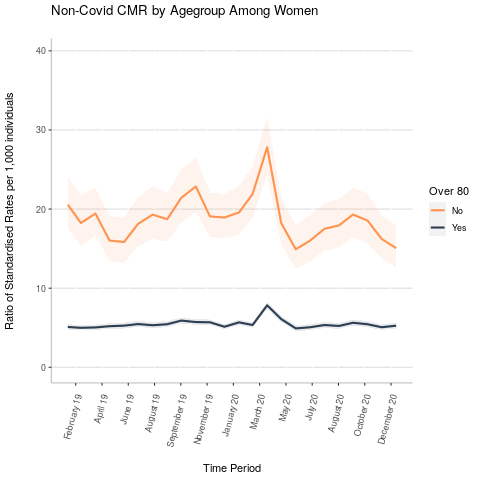 Non-Covid CMR by Agegroup Among Women
Ratio of Standardised Rates per 1,000 individuals
40
30
20
10
0
February 19
April 19
June 19
August 19
September 19
November 19
January 20
March 20
May 20
July 20
August 20
October 20
December 20
Time Period
Over 80
No
Yes